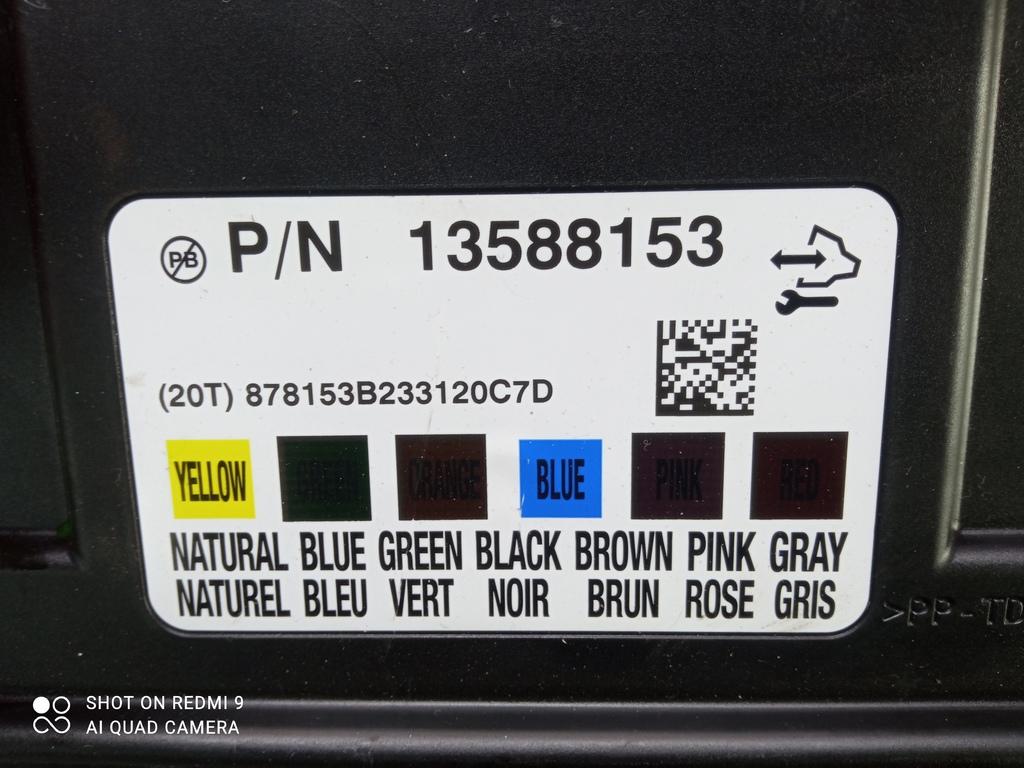 PB P/N 13588153
(20T) 878153B233120C7D
YELLOW GREEN ORANGE BLUE PINK RED
NATURAL BLUE GREEN BLACK BROWN PINK GRAY
NATUREL BLEU VERT NOIR BRUN ROSE GRIS
>PP-TD
SHOT ON REDMI 9
AI QUAD CAMERA